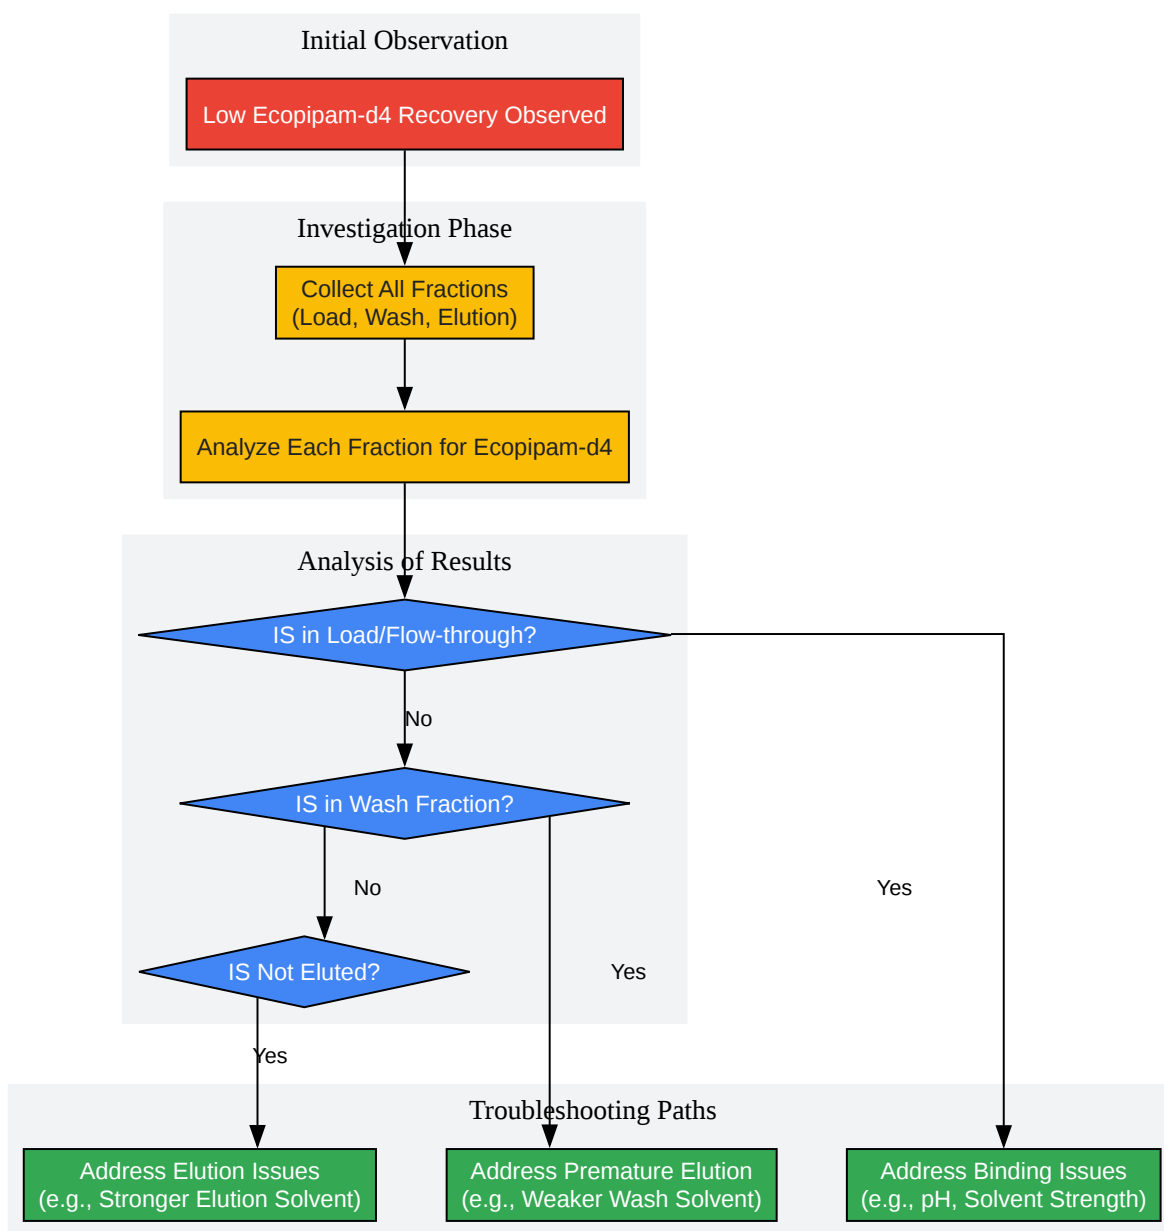 Initial Observation
Low Ecopipam-d4 Recovery Observed
Investigation Phase
Collect All Fractions
(Load, Wash, Elution)
Analyze Each Fraction for Ecopipam-d4
Analysis of Results
IS in Load/Flow-through?
No
IS in Wash Fraction?
No
Yes
IS Not Eluted?
Yes
Yes
Troubleshooting Paths
Address Elution Issues
(e.g., Stronger Elution Solvent)
Address Premature Elution
(e.g., Weaker Wash Solvent)
Address Binding Issues
(e.g., pH, Solvent Strength)